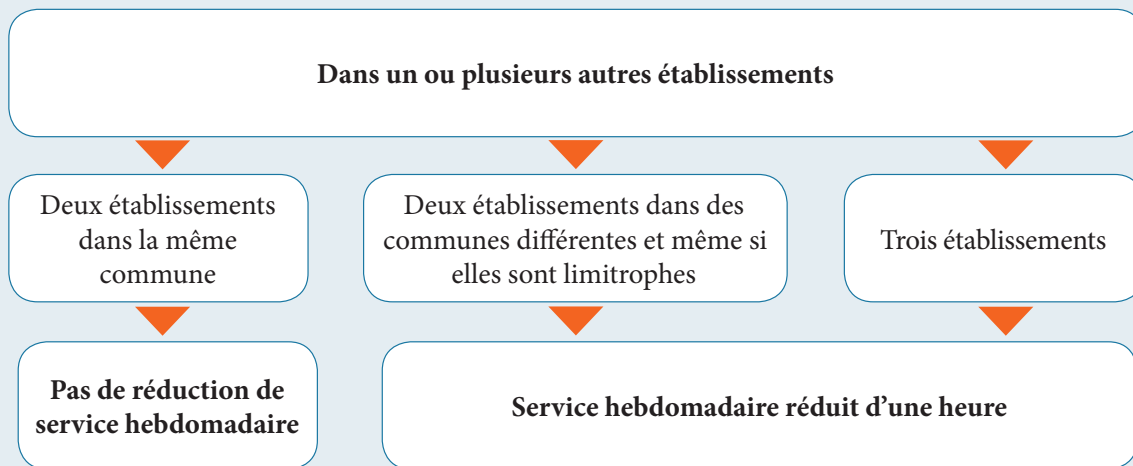 Dans un ou plusieurs autres établissements
Deux établissements
dans la même
commune
Deux établissements dans des
communes différentes et même si
elles sont limitrophes
Trois établissements
Pas de réduction de
service hebdomadaire
Service hebdomadaire réduit d’une heure